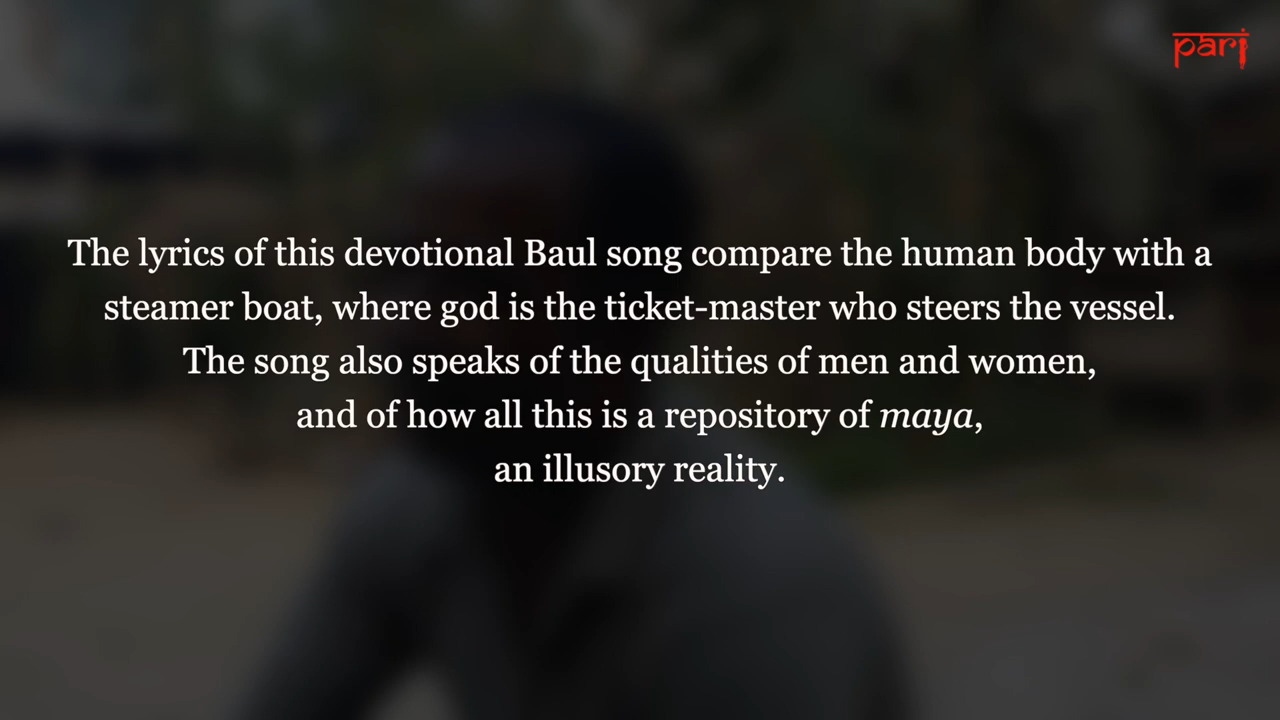 pari
The lyrics of this devotional Baul song compare the human body with a
steamer boat, where god is the ticket-master who steers the vessel.
The song also speaks of the qualities of men and women,
and of how all this is a repository of maya,
an illusory reality.